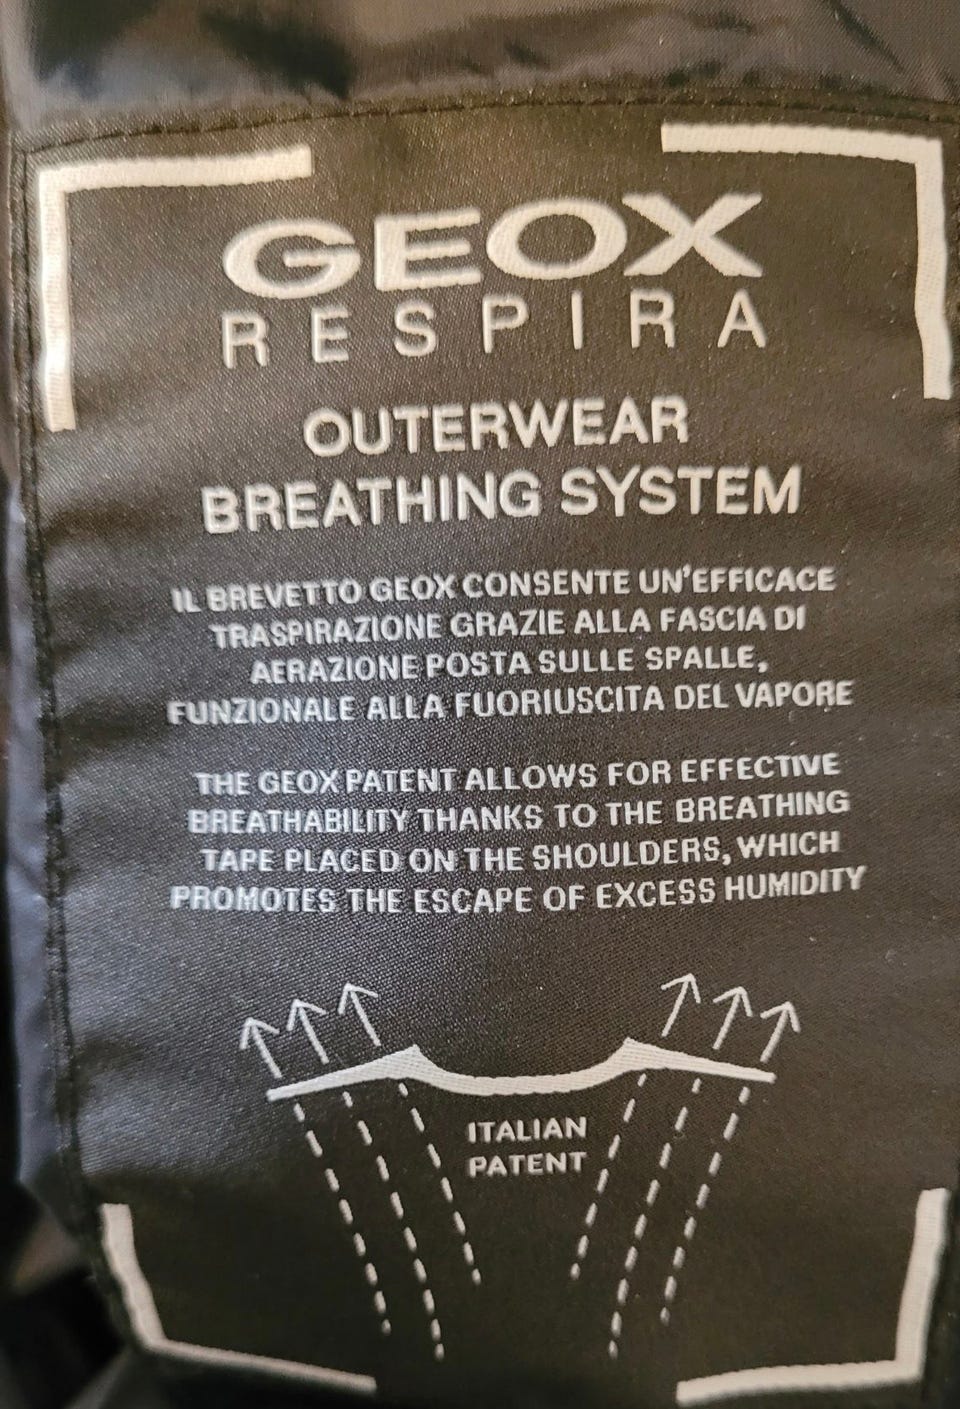 GEOX
RESPIRA
OUTERWEAR
BREATHING SYSTEM
IL BREVETTO GEOX CONSENTE UN'EFFICACE
TRASPIRAZIONE GRAZIE ALLA FASCIA DI
AERAZIONE POSTA SULLE SPALLE,
FUNZIONALE ALLA FUORIUSCITA DEL VAPORE
THE GEOX PATENT ALLOWS FOR EFFECTIVE
BREATHABILITY THANKS TO THE BREATHING
TAPE PLACED ON THE SHOULDERS, WHICH
PROMOTES THE ESCAPE OF EXCESS HUMIDITY
ITALIAN
PATENT